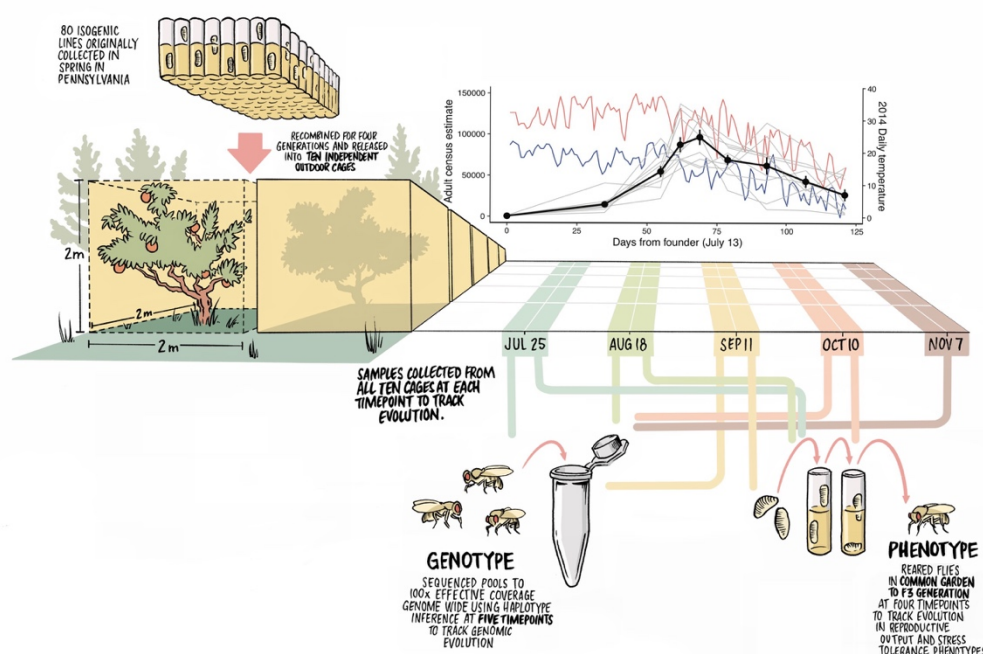 80 ISOGENIC
LINES ORIGINALLY
COLLECTED IN
SPRING IN
PENNSYLVANIA
RECOMBINED FOR FOUR
GENERATIONS AND RELEASED
INTO TEN INDEPENDENT
OUTDOOR CAGES
Adult census estimate
150000
100000
50000
0
40
30
20
10
0
2014 Daily temperature
0
25
50
75
100
125
Days from founder (July 13)
2m
2m
2m
JUL 25
AUG 18
SEP 11
OCT 10
NOV 7
SAMPLES COLLECTED FROM
ALL TEN CAGES AT EACH
TIMEPOINT TO TRACK
EVOLUTION.
GENOTYPE
SEQUENCED POOLS TO
100X EFFECTIVE COVERAGE
GENOME WIDE USING HAPLOTYPE
INFERENCE AT FIVE TIMEPOINTS
TO TRACK GENOMIC
EVOLUTION
PHENOTYPE
REARED FLIES
IN COMMON GARDEN
TO F3 GENERATION
AT FOUR TIMEPOINTS
TO TRACK EVOLUTION
IN REPRODUCTIVE
OUTPUT AND STRESS
TOLERANCE PHENOTYPES